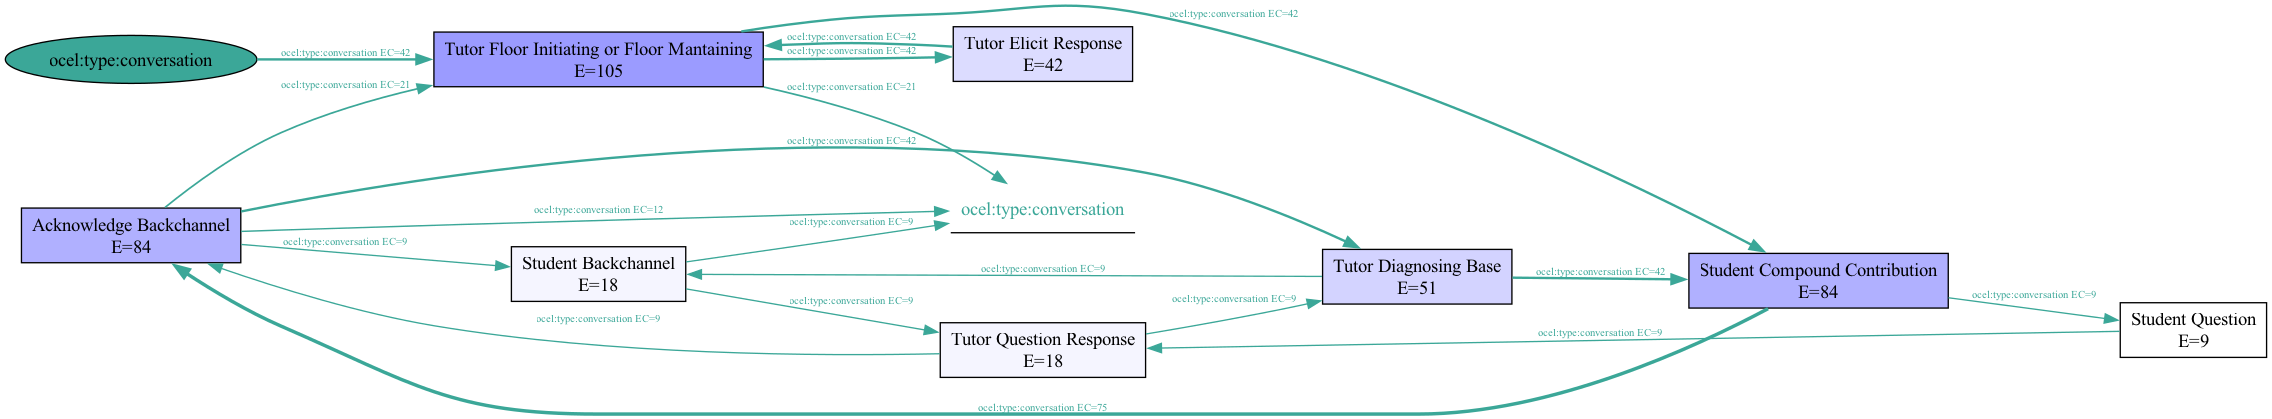 ocel:type:conversation EC=42
ocel:type:conversation
ocel:type:conversation EC=42
Tutor Floor Initiating or Floor Mantaining
E=105
ocel:type:conversation EC=42
ocel:type:conversation EC=42
Tutor Elicit Response
E=42
ocel:type:conversation EC=21
ocel:type:conversation EC=21
ocel:type:conversation EC=42
Acknowledge Backchannel
E=84
ocel:type:conversation EC=12
ocel:type:conversation EC=9
ocel:type:conversation
ocel:type:conversation EC=9
Student Backchannel
E=18
ocel:type:conversation EC=9
Tutor Diagnosing Base
E=51
ocel:type:conversation EC=42
Student Compound Contribution
E=84
ocel:type:conversation EC=9
ocel:type:conversation EC=9
ocel:type:conversation EC=9
ocel:type:conversation EC=9
Tutor Question Response
E=18
ocel:type:conversation EC=9
Student Question
E=9
ocel:type:conversation EC=75